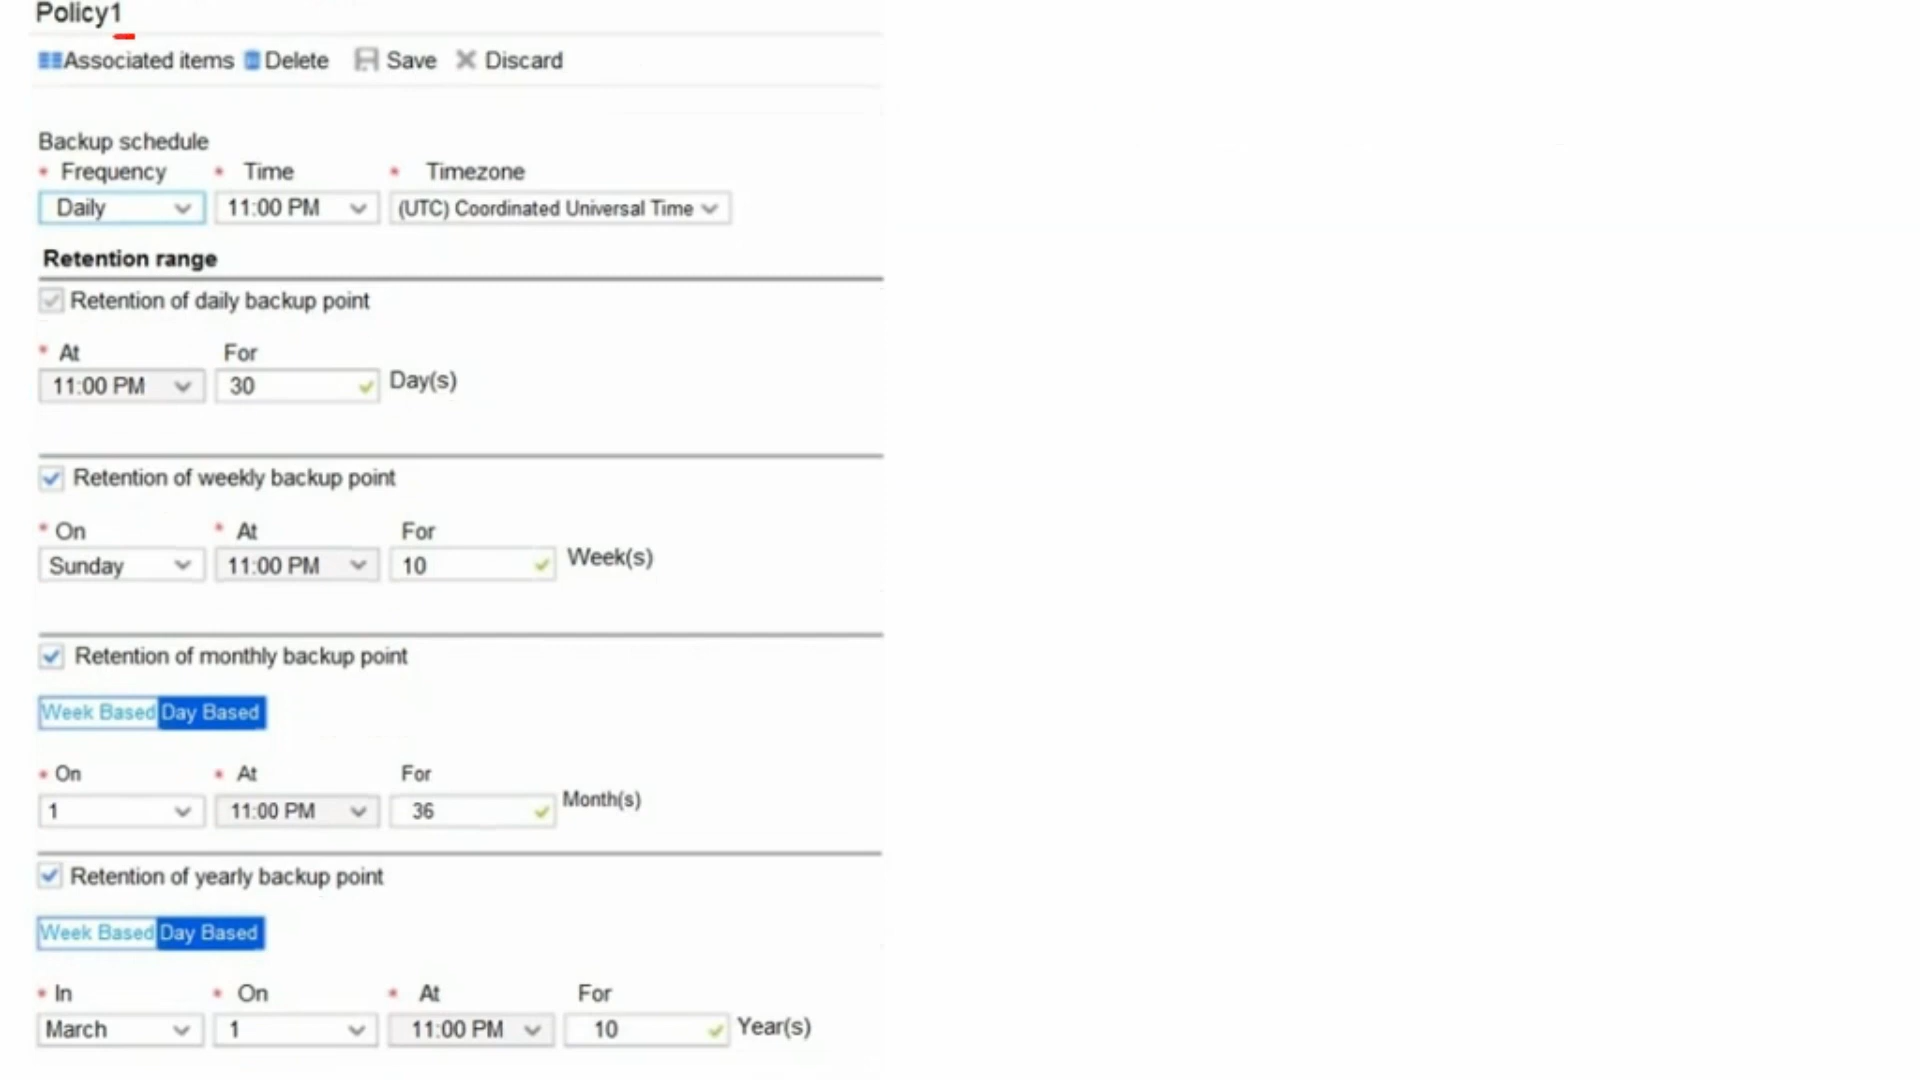 Policy1
Associated items Delete Save Discard
Backup schedule
* Frequency * Time * Timezone
Daily 11:00 PM (UTC) Coordinated Universal Time
Retention range
Retention of daily backup point
* At For
11:00 PM 30 Day(s)
Retention of weekly backup point
* On * At For
Sunday 11:00 PM 10 Week(s)
Retention of monthly backup point
Week Based Day Based
* On * At For
1 11:00 PM 36 Month(s)
Retention of yearly backup point
Week Based Day Based
* In * On * At For
March 1 11:00 PM 10 Year(s)